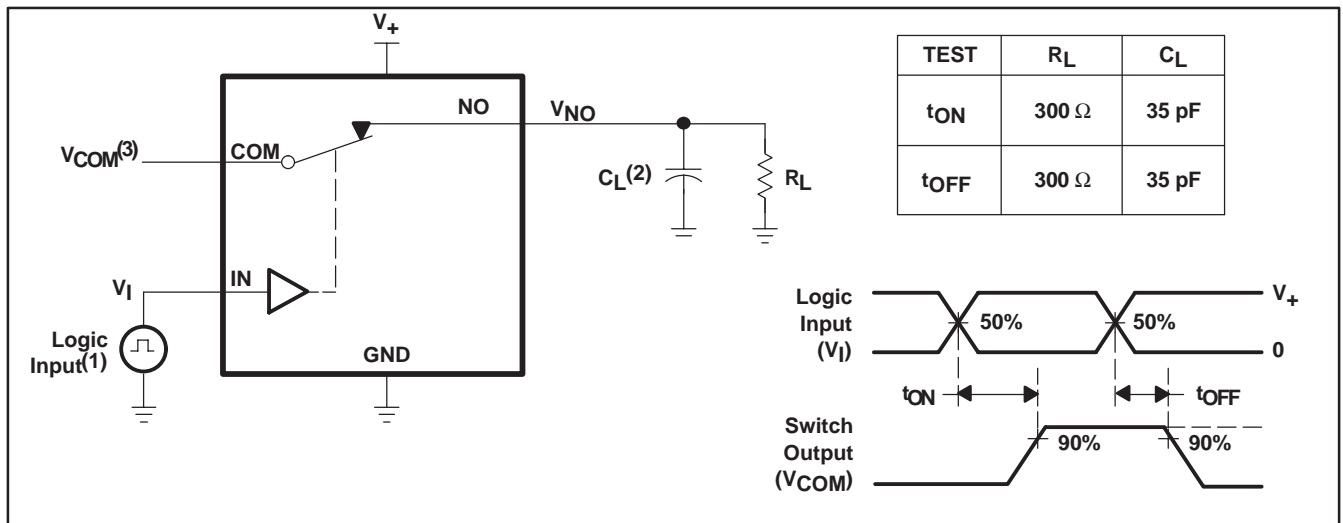 V+
NO
VNO
VCOM(3)
COM
CL(2)
RL
VI
IN
Logic
Input(1)
GND
TEST RL CL
tON 300 Ω 35 pF
tOFF 300 Ω 35 pF
Logic
Input
(VI)
50%
50%
V+
0
tON
tOFF
Switch
Output
(VCOM)
90%
90%